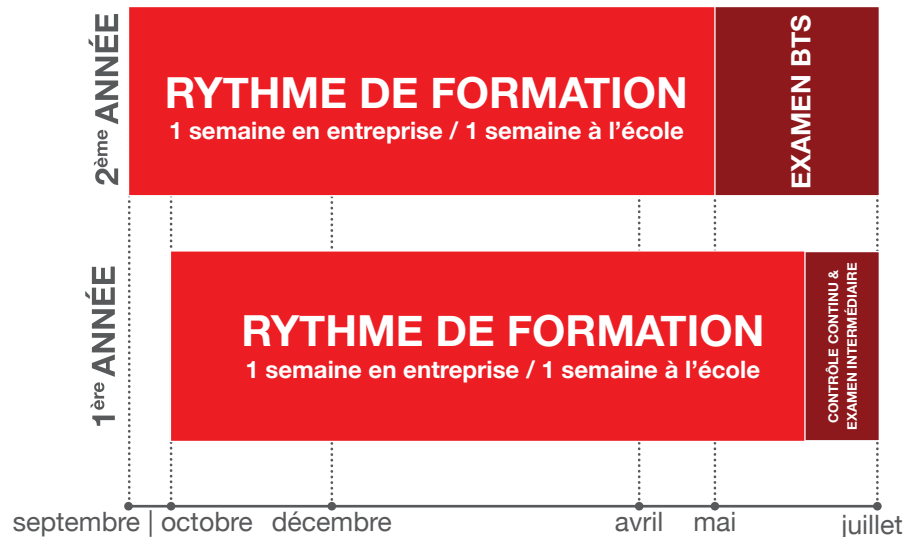 2ème ANNÉE
RYTHME DE FORMATION
1 semaine en entreprise / 1 semaine à l'école
EXAMEN BTS
1ère ANNÉE
RYTHME DE FORMATION
1 semaine en entreprise / 1 semaine à l'école
CONTRÔLE CONTINU &
EXAMEN INTERMÉDIAIRE
septembre | octobre décembre avril mai juillet